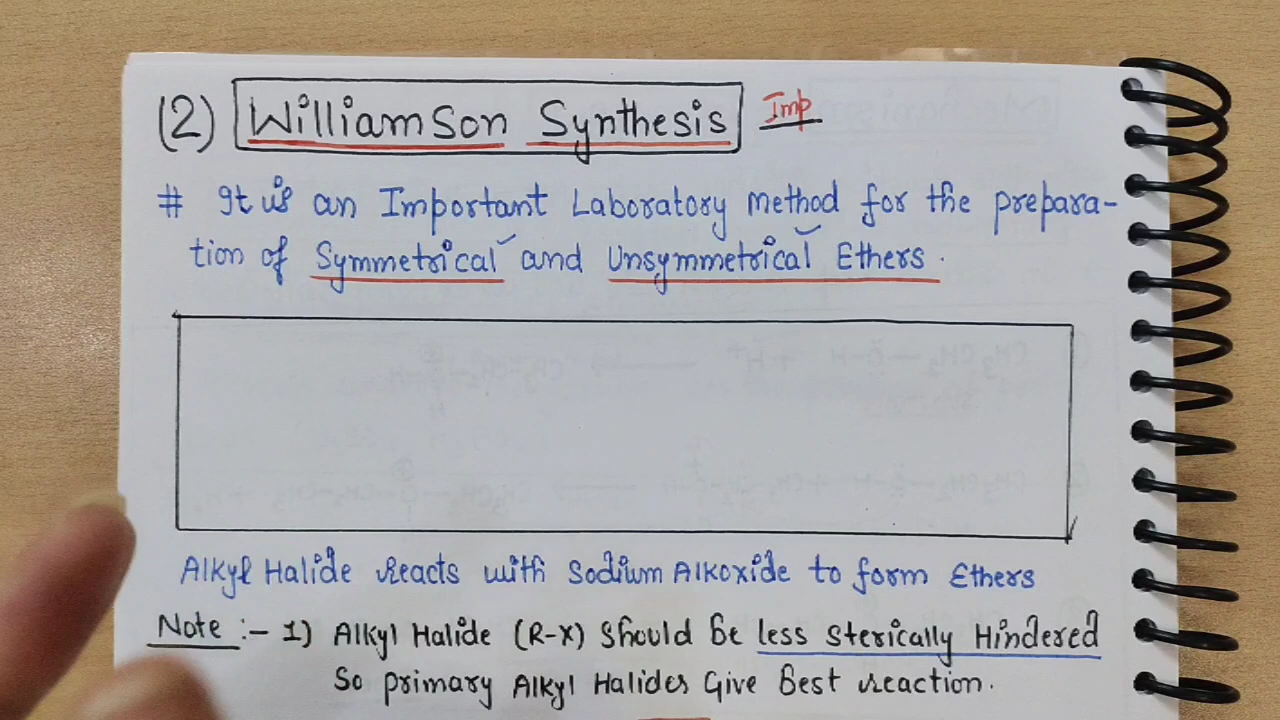 (2) Williamson Synthesis Imp
# It is an Important Laboratory method for the prepara-
tion of Symmetrical and Unsymmetrical Ethers.
Alkyl Halide reacts with Sodium Alkoxide to form Ethers
Note :- 1) Alkyl Halide (R-X) Should be less Sterically Hindered
So primary Alkyl Halides Give Best reaction.